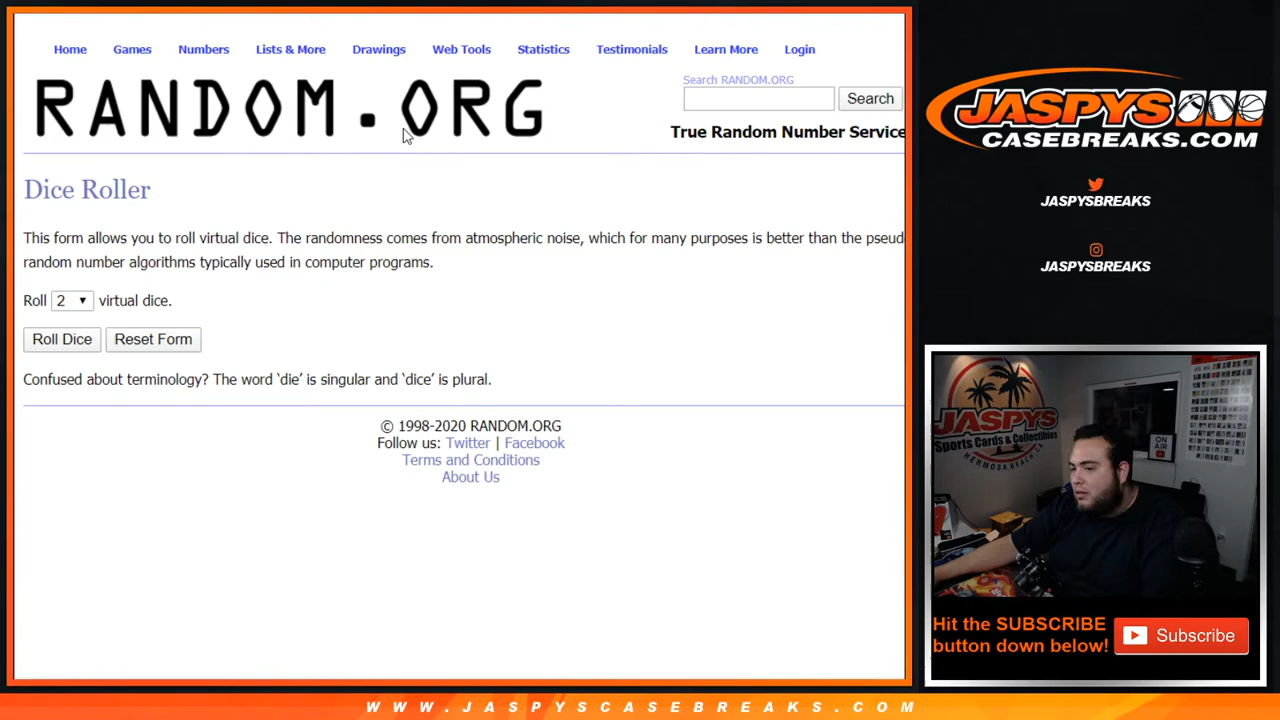 Home Games Numbers Lists & More Drawings Web Tools Statistics Testimonials Learn More Login
RANDOM.ORG
Search RANDOM.ORG
Search
True Random Number Service
Dice Roller
This form allows you to roll virtual dice. The randomness comes from atmospheric noise, which for many purposes is better than the pseud
random number algorithms typically used in computer programs.
Roll 2 virtual dice.
Roll Dice Reset Form
Confused about terminology? The word ‘die’ is singular and ‘dice’ is plural.
© 1998-2020 RANDOM.ORG
Follow us: Twitter | Facebook
Terms and Conditions
About Us
JASPYS
CASEBREAKS.COM
JASPYSBREAKS
JASPYSBREAKS
JASPYS
Sports Cards & Collectibles
HERMOSA BEACH CA
ON
AIR
Hit the SUBSCRIBE
button down below!
Subscribe
WWW.JASPYSCASEBREAKS.COM